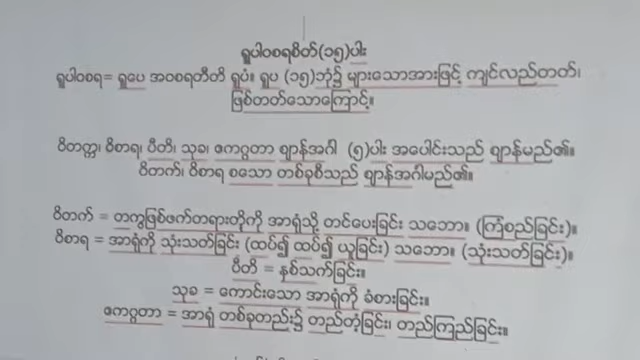 ရူပါဝစရစိတ်(၁၅)ပါး
ရူပါဝစရ= ရူပေ အဝစရတီတိ ရူပံ။ ရူပ (၁၅)ဘုံ၌ များသောအားဖြင့် ကျင်လည်တတ်၊
ဖြစ်တတ်သောကြောင့်။
ဝိတက္က၊ ဝိစာရ၊ ပီတိ၊ သုခ၊ ဧကဂ္ဂတာ ဈာန်အင်္ဂါ (၅)ပါး အပေါင်းသည် ဈာန်မည်၏။
ဝိတက်၊ ဝိစာရ စသော တစ်ခုစီသည် ဈာန်အင်္ဂါမည်၏။
ဝိတက် = တကွဖြစ်ဖက်တရားတို့ကို အာရုံသို့ တင်ပေးခြင်း သဘော။ (ကြံစည်ခြင်း)။
ဝိစာရ = အာရုံကို သုံးသတ်ခြင်း (ထပ်၍ ထပ်၍ ယူခြင်း) သဘော။ (သုံးသတ်ခြင်း)။
ပီတိ = နှစ်သက်ခြင်း။
သုခ = ကောင်းသော အာရုံကို ခံစားခြင်း။
ဧကဂ္ဂတာ = အာရုံ တစ်ခုတည်း၌ တည်တံ့ခြင်း၊ တည်ကြည်ခြင်း။